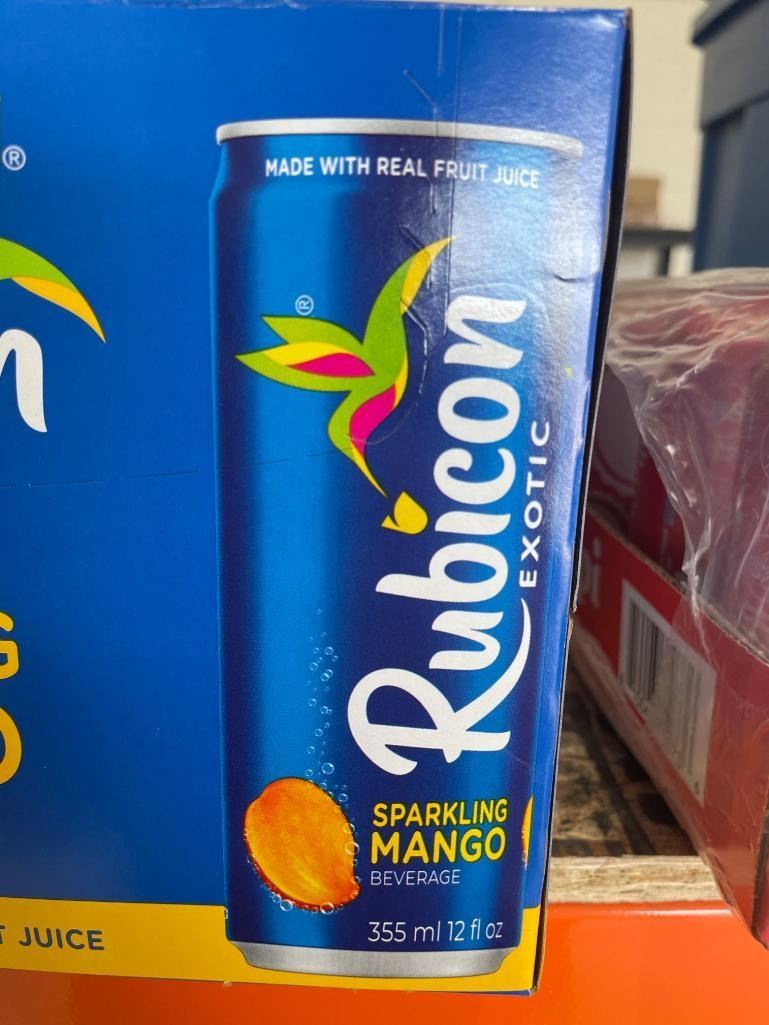 ®
MADE WITH REAL FRUIT JUICE
®
Rubicon
EXOTIC
SPARKLING
MANGO
BEVERAGE
355 ml 12 fl oz
JUICE